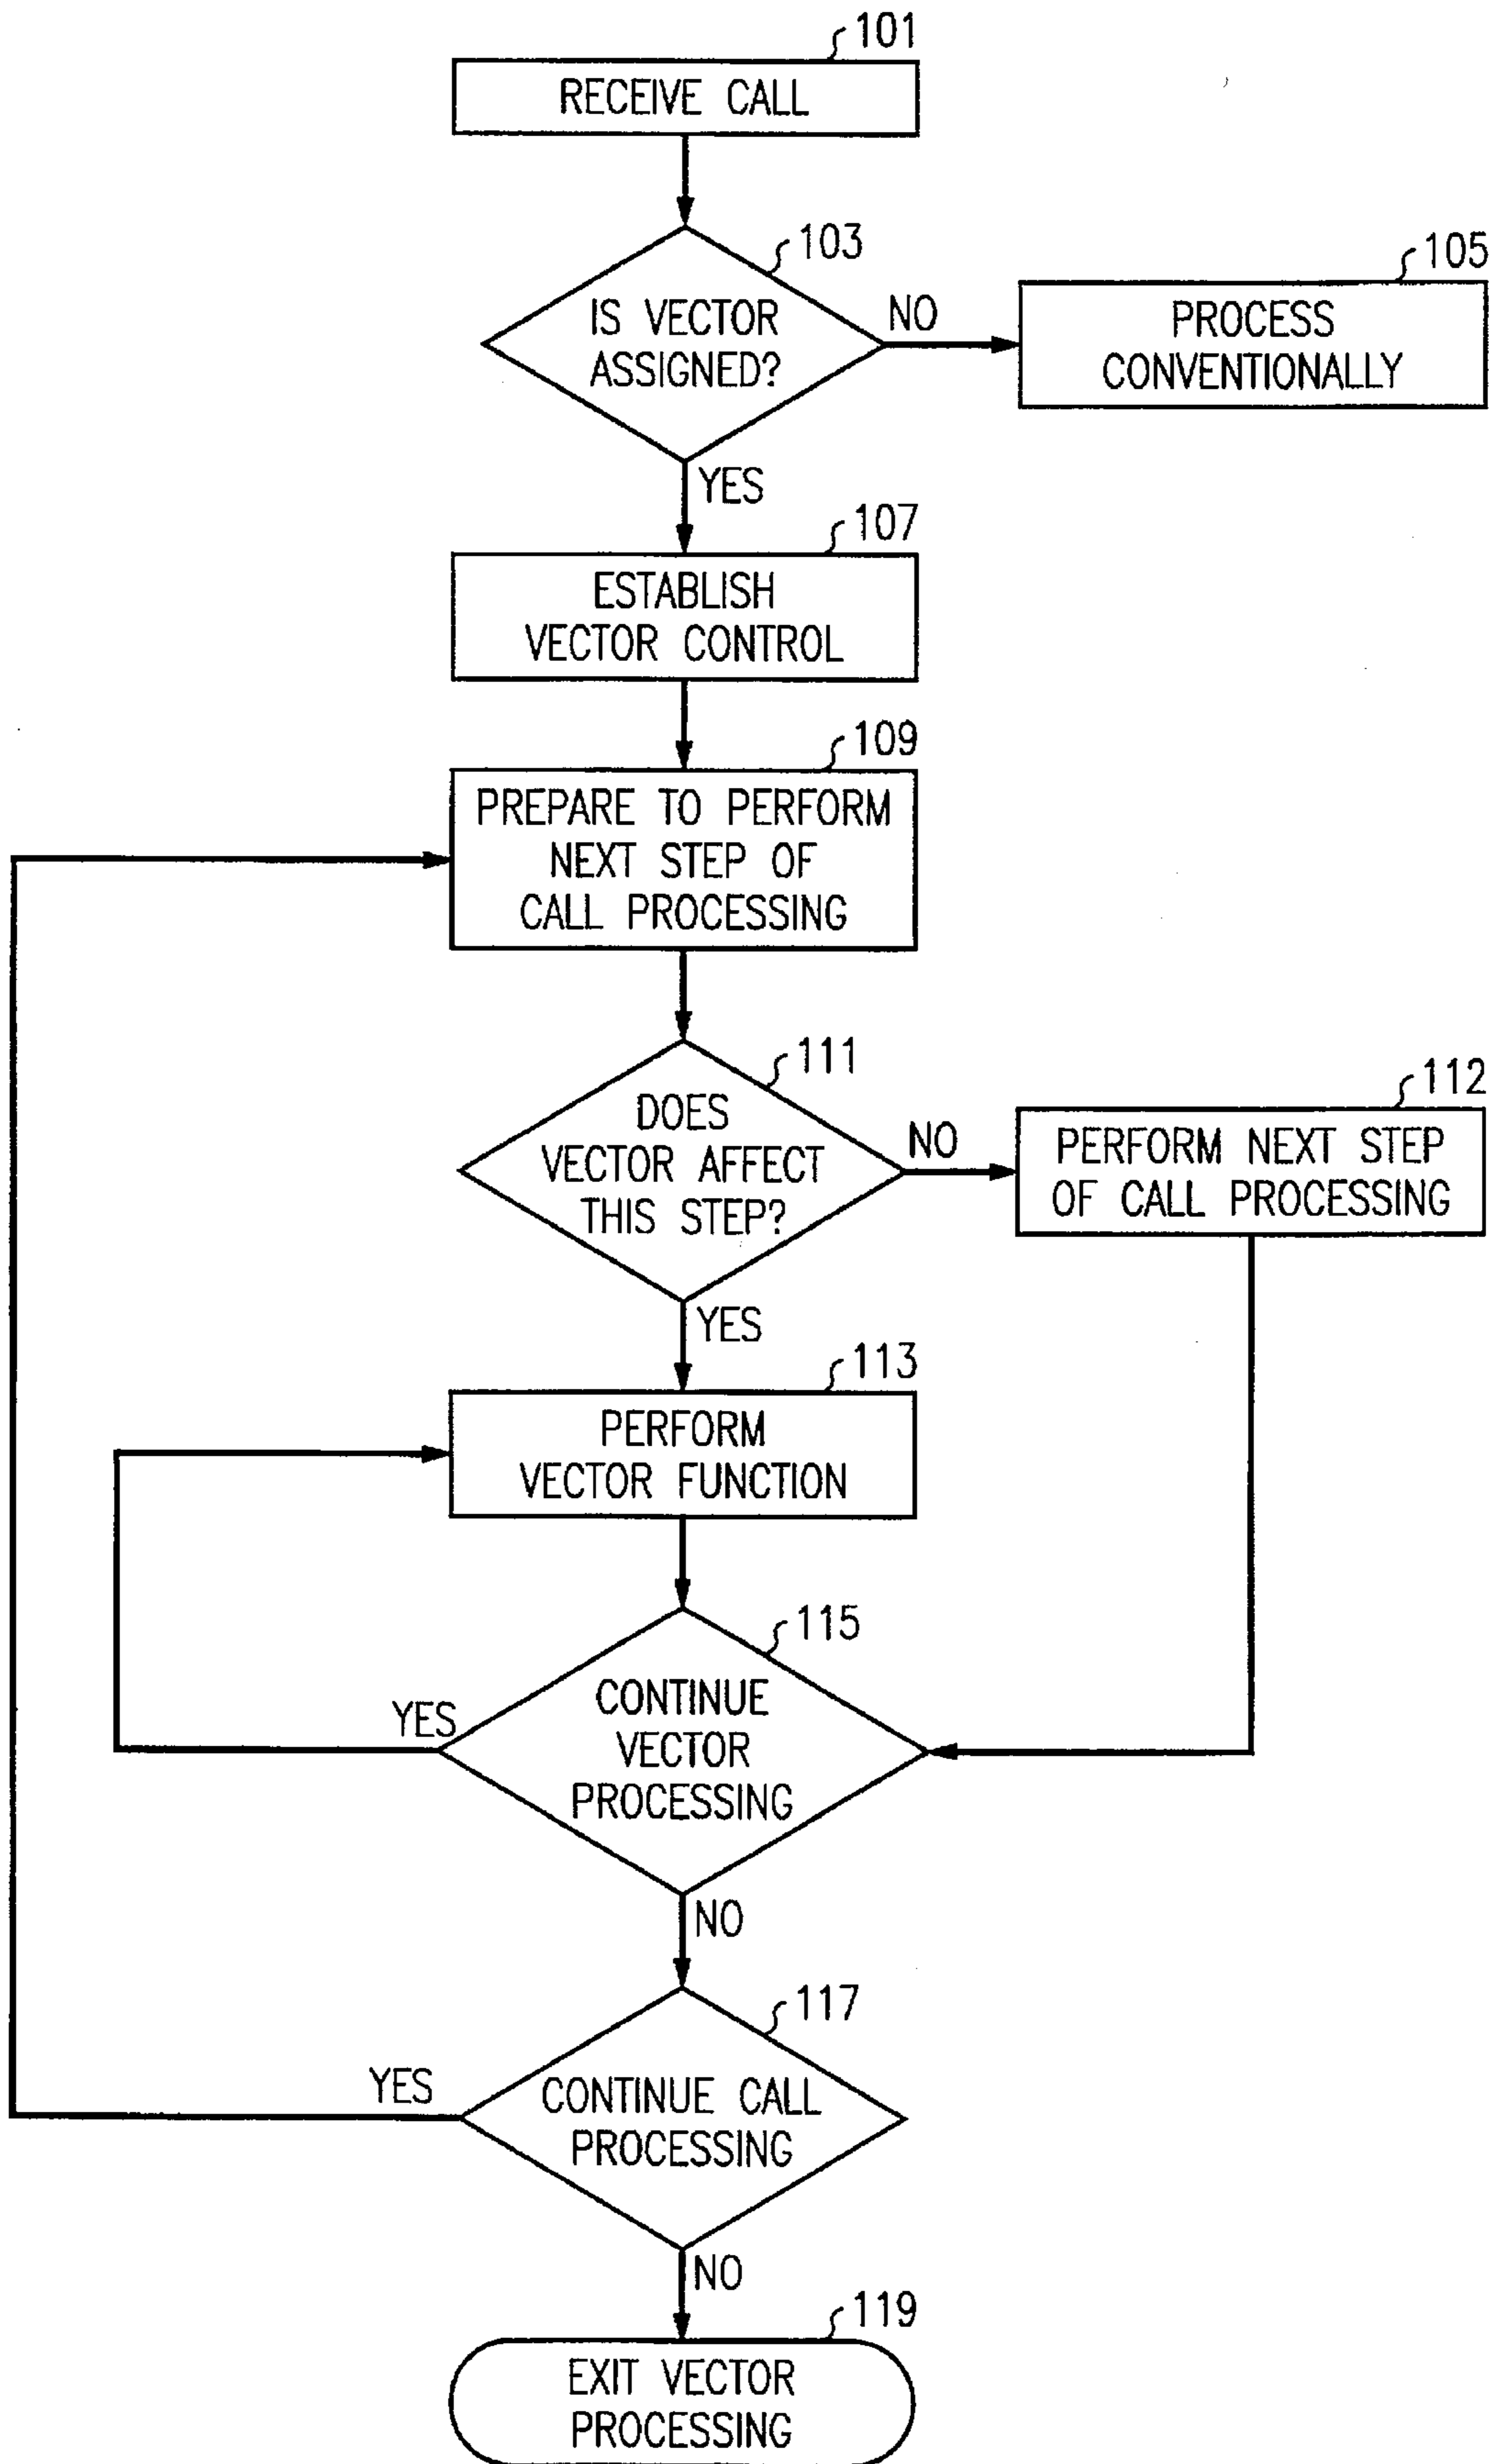 101
RECEIVE CALL
103
IS VECTOR
ASSIGNED?
NO
105
PROCESS
CONVENTIONALLY
YES
107
ESTABLISH
VECTOR CONTROL
109
PREPARE TO PERFORM
NEXT STEP OF
CALL PROCESSING
111
DOES
VECTOR AFFECT
THIS STEP?
NO
112
PERFORM NEXT STEP
OF CALL PROCESSING
YES
113
PERFORM
VECTOR FUNCTION
115
CONTINUE
VECTOR
PROCESSING
YES
NO
117
CONTINUE CALL
PROCESSING
YES
NO
119
EXIT VECTOR
PROCESSING